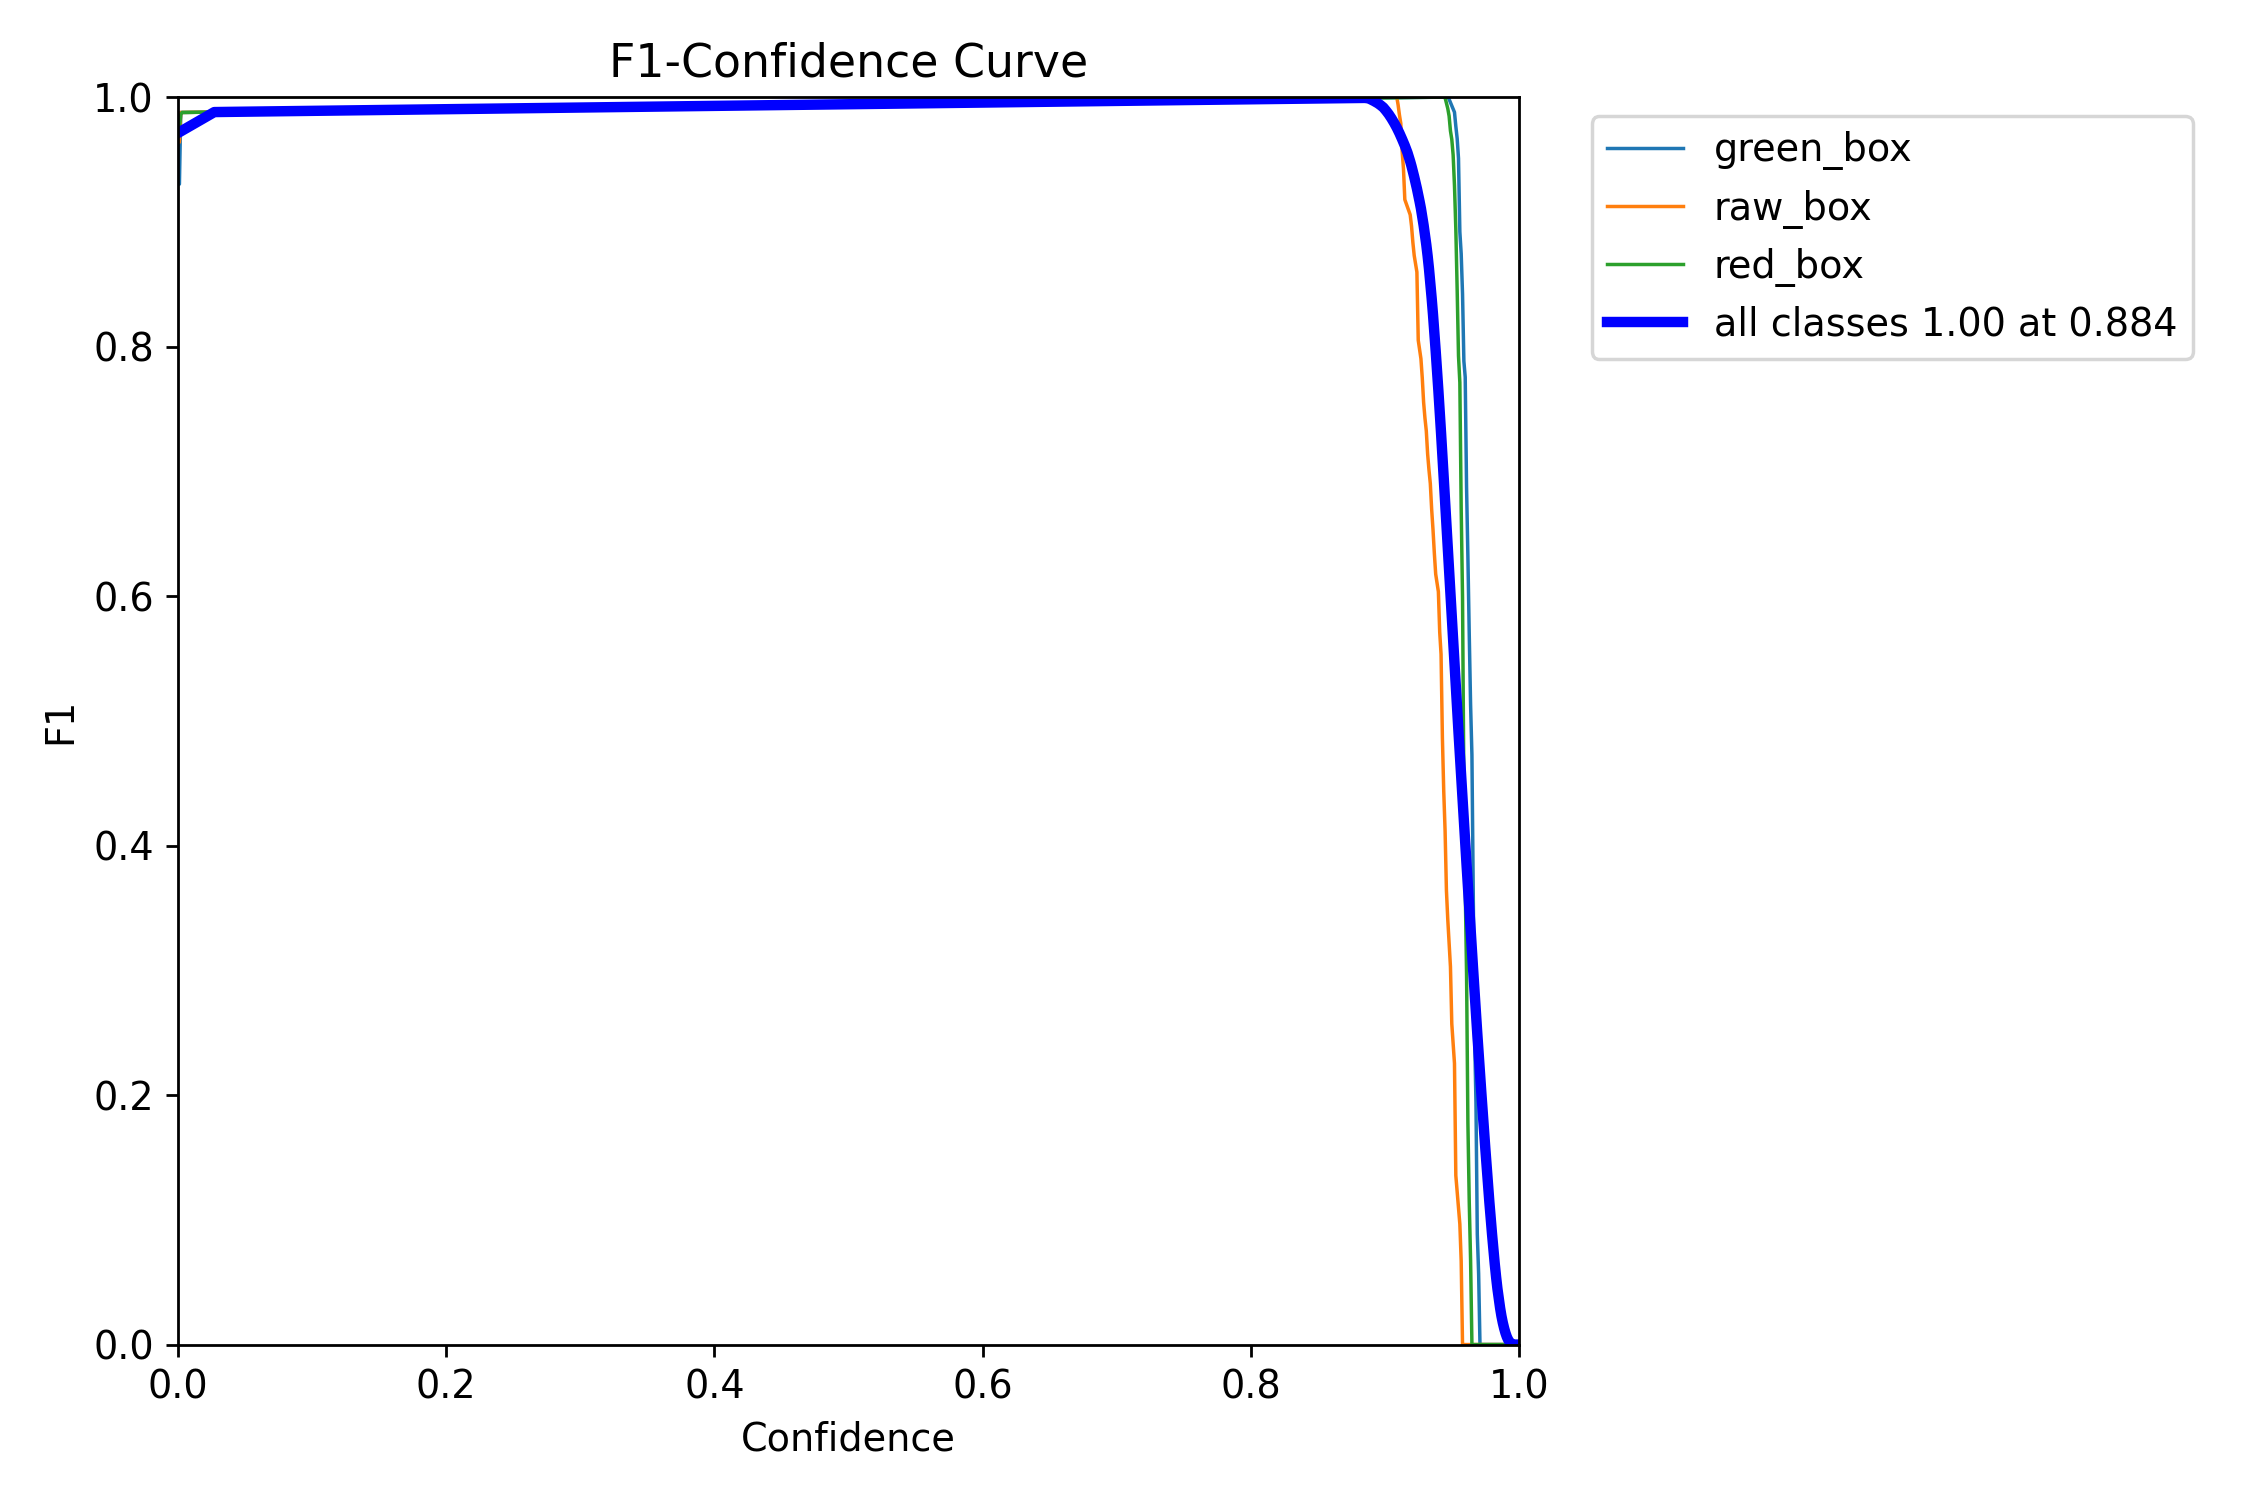 F1-Confidence Curve
1.0
0.8
0.6
0.4
0.2
0.0
F1
0.0 0.2 0.4 0.6 0.8 1.0
Confidence
green_box
raw_box
red_box
all classes 1.00 at 0.884